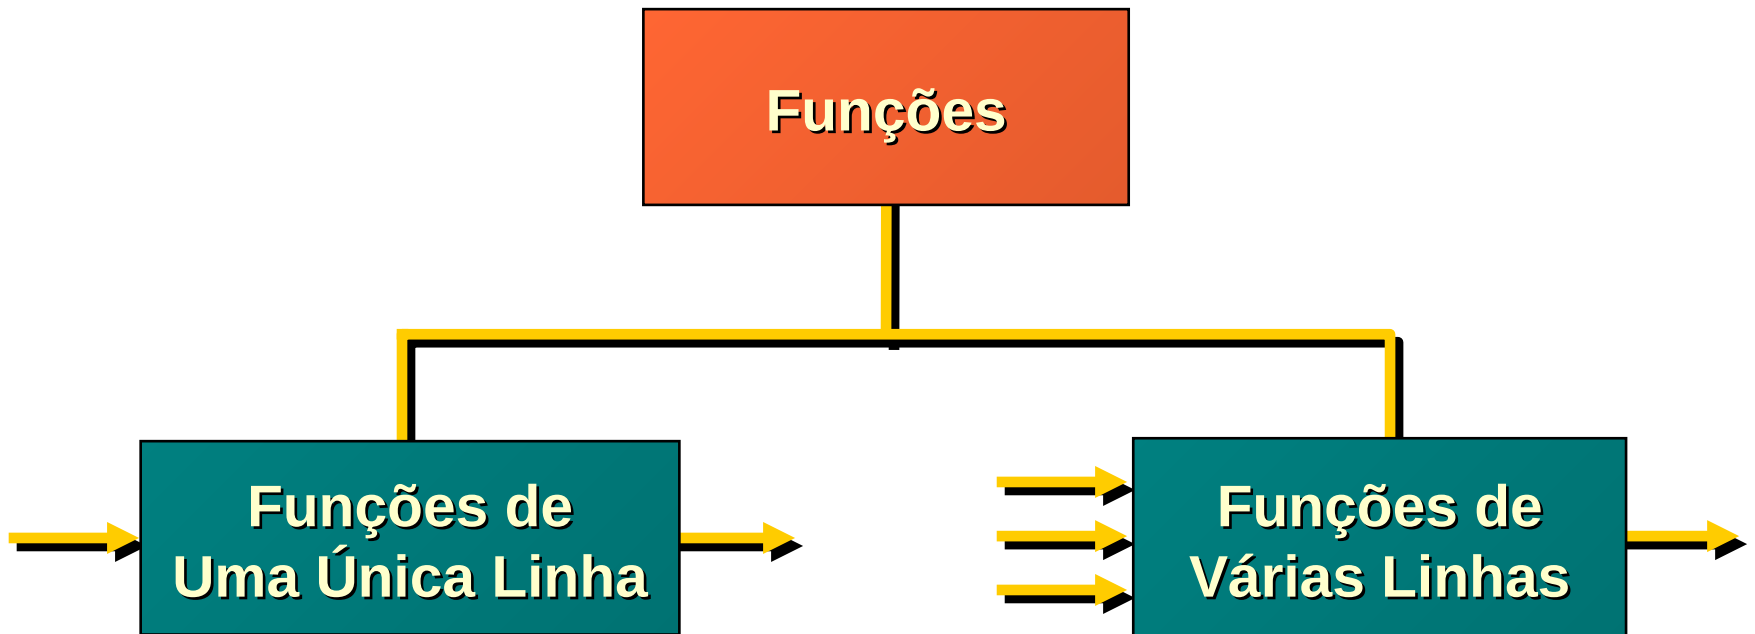 Funções
Funções de
Uma Única Linha
Funções de
Várias Linhas